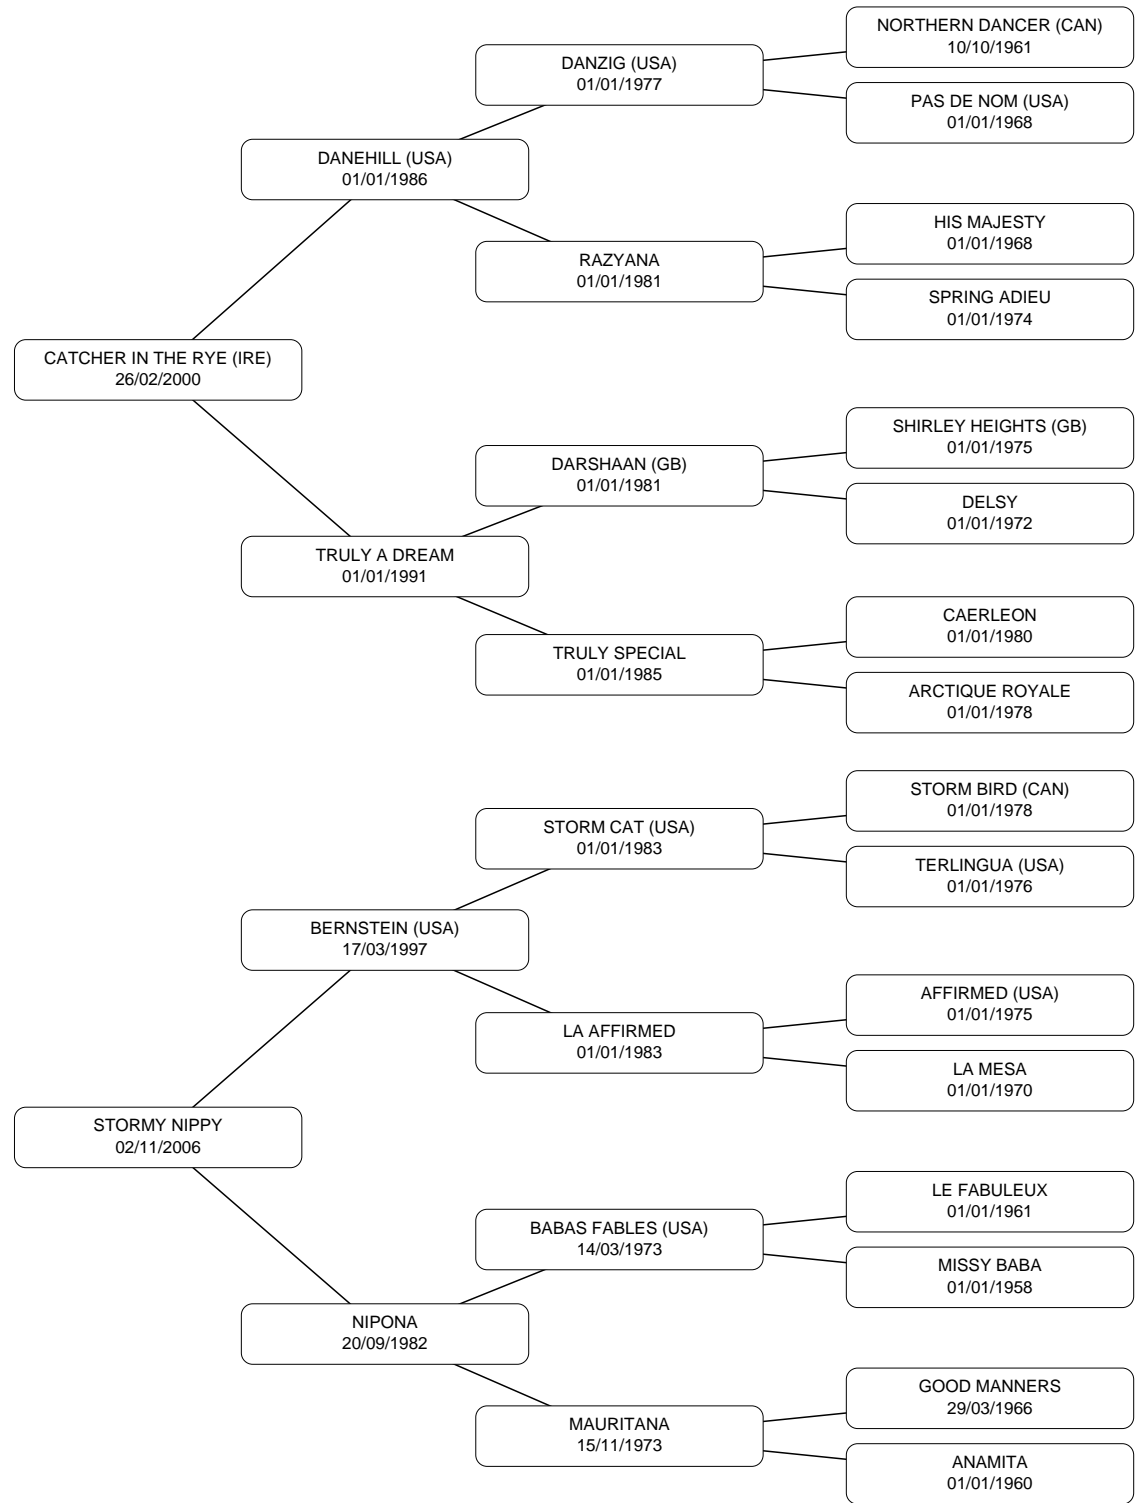 NORTHERN DANCER (CAN)
10/10/1961
DANZIG (USA)
01/01/1977
PAS DE NOM (USA)
01/01/1968
DANEHILL (USA)
01/01/1986
HIS MAJESTY
01/01/1968
RAZYANA
01/01/1981
SPRING ADIEU
01/01/1974
CATCHER IN THE RYE (IRE)
26/02/2000
SHIRLEY HEIGHTS (GB)
01/01/1975
DARSHAAN (GB)
01/01/1981
DELSY
01/01/1972
TRULY A DREAM
01/01/1991
CAERLEON
01/01/1980
TRULY SPECIAL
01/01/1985
ARCTIQUE ROYALE
01/01/1978
STORM BIRD (CAN)
01/01/1978
STORM CAT (USA)
01/01/1983
TERLINGUA (USA)
01/01/1976
BERNSTEIN (USA)
17/03/1997
AFFIRMED (USA)
01/01/1975
LA AFFIRMED
01/01/1983
LA MESA
01/01/1970
STORMY NIPPY
02/11/2006
LE FABULEUX
01/01/1961
BABAS FABLES (USA)
14/03/1973
MISSY BABA
01/01/1958
NIPONA
20/09/1982
GOOD MANNERS
29/03/1966
MAURITANA
15/11/1973
ANAMITA
01/01/1960